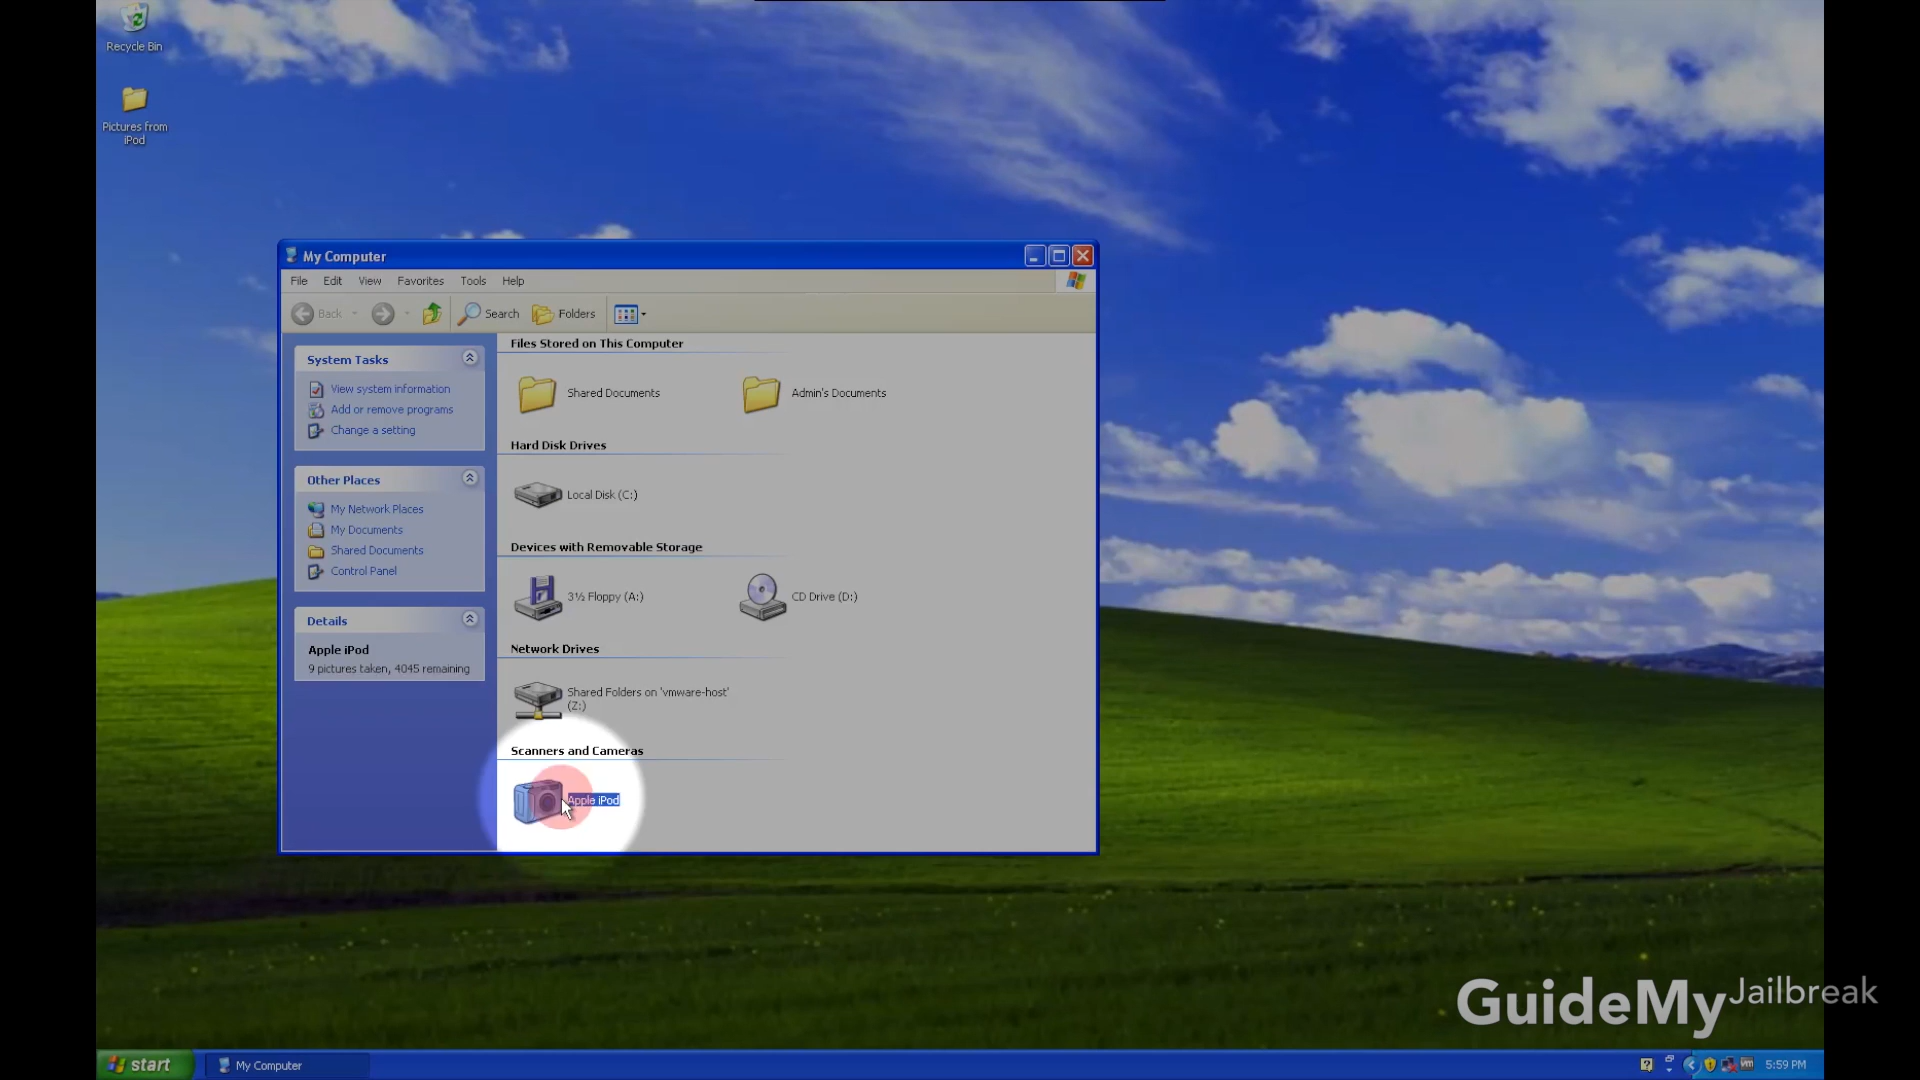 Recycle Bin
Pictures from
iPod
My Computer
File Edit View Favorites Tools Help
Back Search Folders
System Tasks
View system information
Add or remove programs
Change a setting
Other Places
My Network Places
My Documents
Shared Documents
Control Panel
Details
Apple iPod
9 pictures taken, 4045 remaining
Files Stored on This Computer
Shared Documents Admin's Documents
Hard Disk Drives
Local Disk (C:)
Devices with Removable Storage
3½ Floppy (A:) CD Drive (D:)
Network Drives
Shared Folders on 'vmware-host'
(Z:)
Scanners and Cameras
Apple iPod
GuideMyJailbreak
start My Computer 5:59 PM